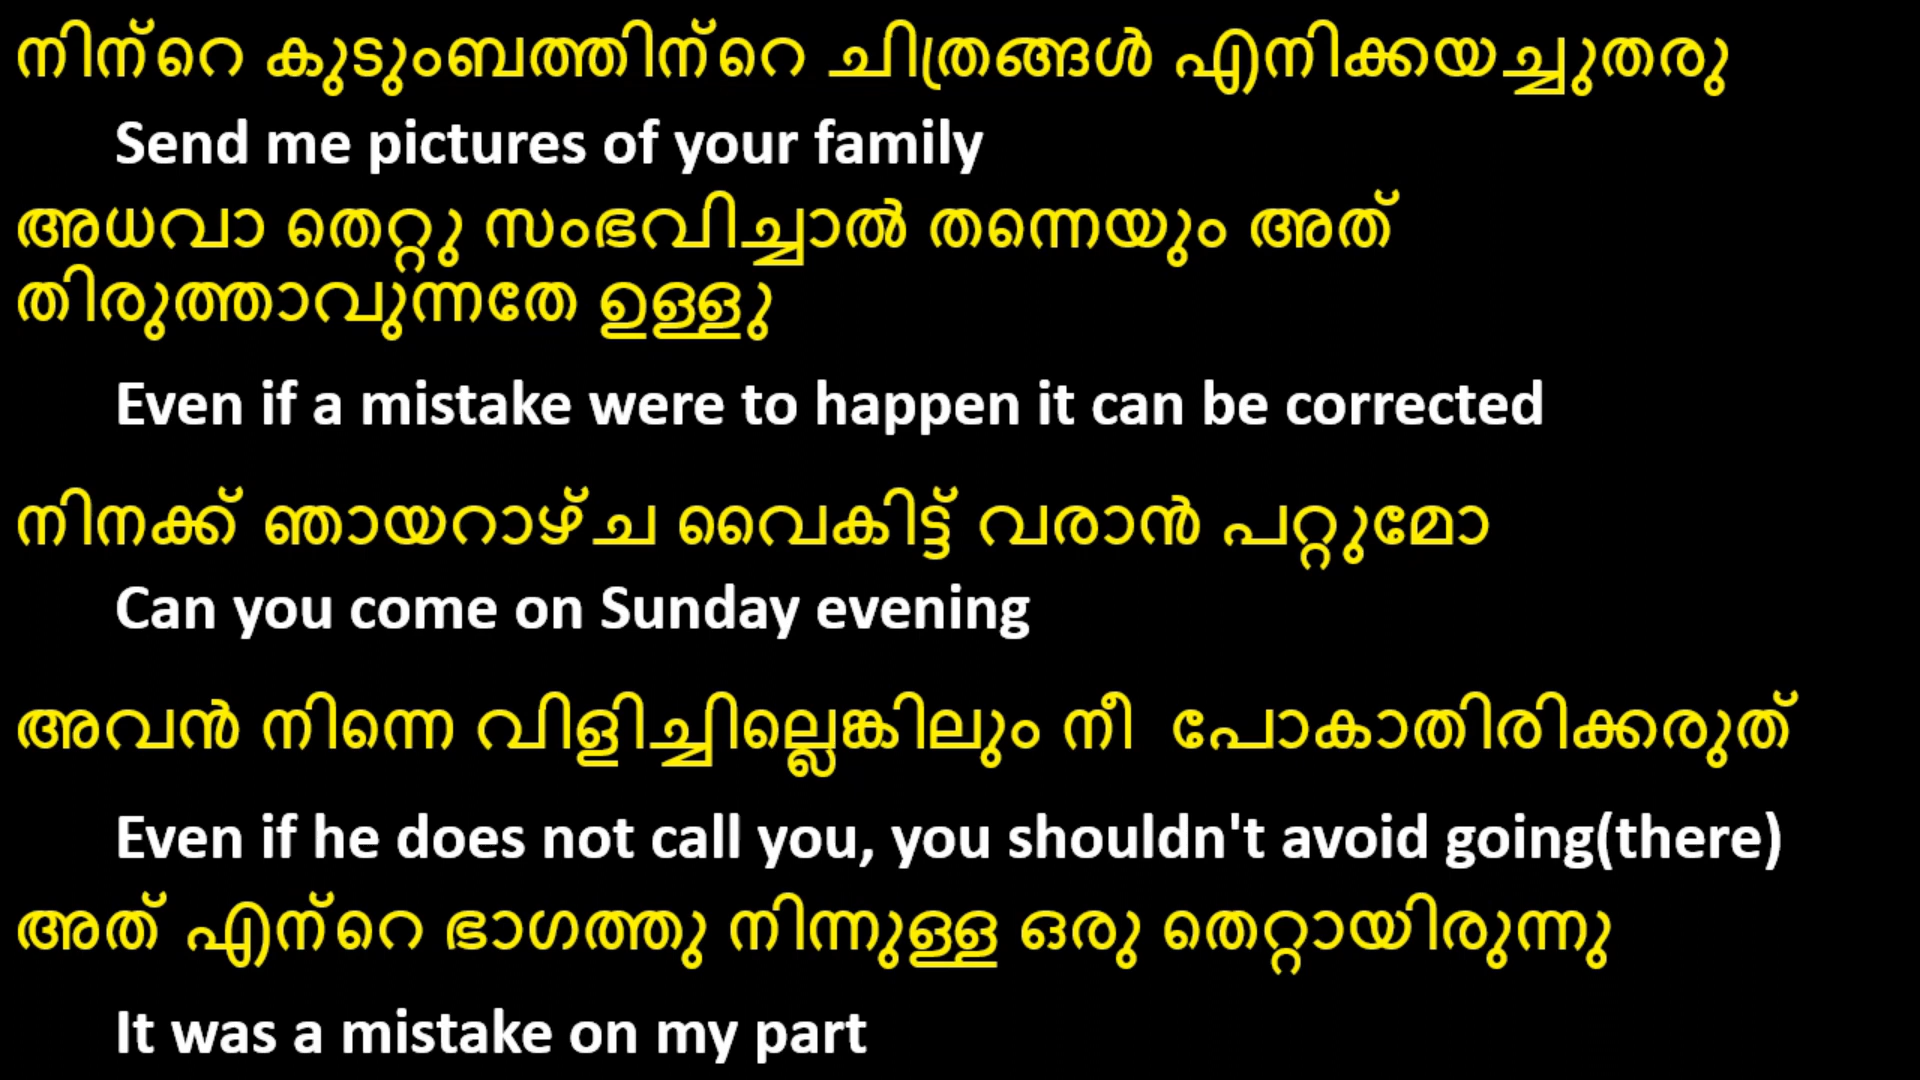 നിന്റെ കുടുംബത്തിന്റെ ചിത്രങ്ങൾ എനിക്കയച്ചുതരു
Send me pictures of your family
അധവാ തെറ്റു സംഭവിച്ചാൽ തന്നെയും അത്
തിരുത്താവുന്നതേ ഉള്ളു
Even if a mistake were to happen it can be corrected
നിനക്ക് ഞായറാഴ്ച വൈകിട്ട് വരാൻ പറ്റുമോ
Can you come on Sunday evening
അവൻ നിന്നെ വിളിച്ചില്ലെങ്കിലും നീ പോകാതിരിക്കരുത്
Even if he does not call you, you shouldn't avoid going(there)
അത് എന്റെ ഭാഗത്തു നിന്നുള്ള ഒരു തെറ്റായിരുന്നു
It was a mistake on my part